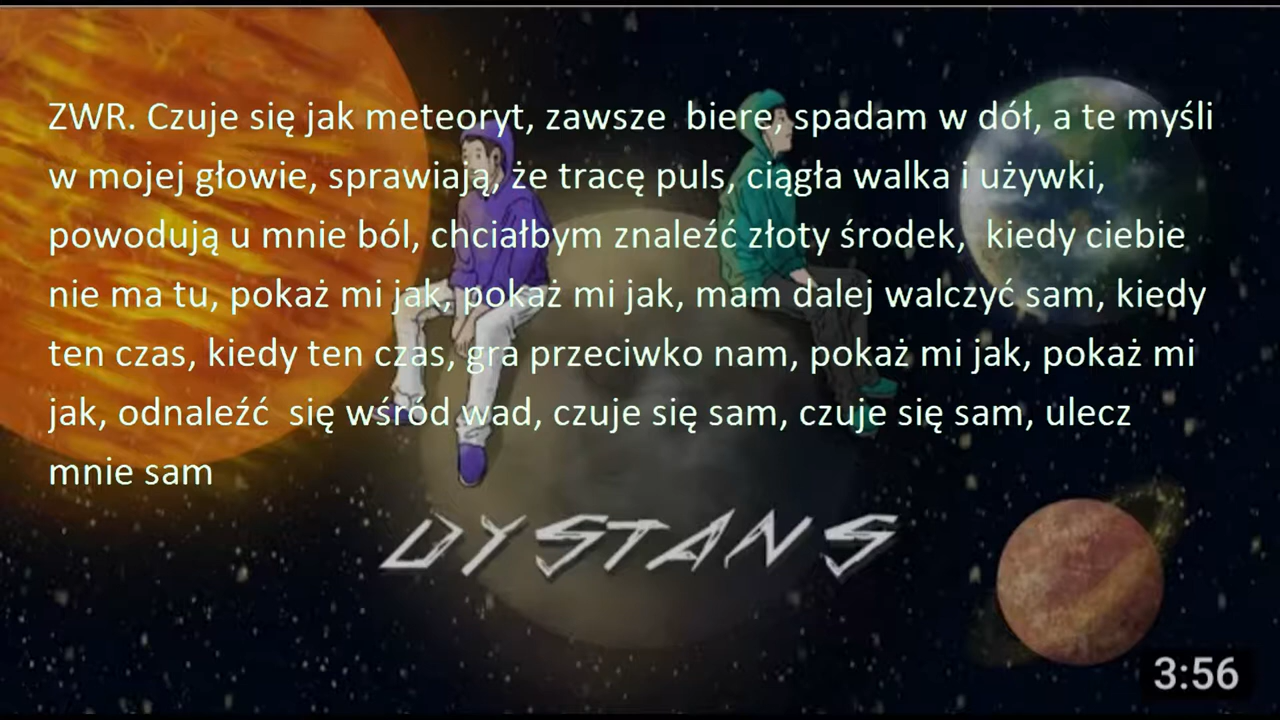 ZWR. Czuje się jak meteoryt, zawsze  biere, spadam w dół, a te myśli
w mojej głowie, sprawiają, że tracę puls, ciągła walka i używki,
powodują u mnie ból, chciałbym znaleźć złoty środek,  kiedy ciebie
nie ma tu, pokaż mi jak, pokaż mi jak, mam dalej walczyć sam, kiedy
ten czas, kiedy ten czas, gra przeciwko nam, pokaż mi jak, pokaż mi
jak, odnaleźć  się wśród wad, czuje się sam, czuje się sam, ulecz
mnie sam
DYSTANS
3:56